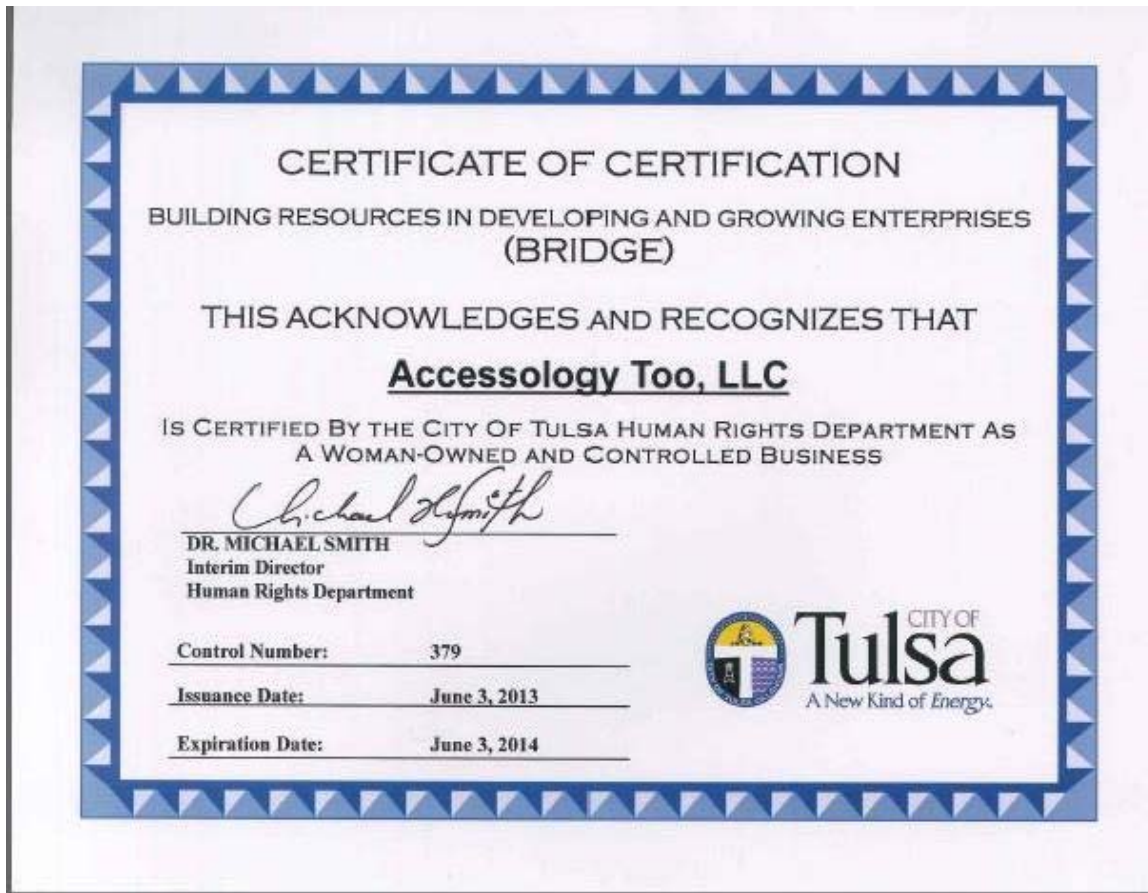 CERTIFICATE OF CERTIFICATION
BUILDING RESOURCES IN DEVELOPING AND GROWING ENTERPRISES
(BRIDGE)
THIS ACKNOWLEDGES AND RECOGNIZES THAT
Accessology Too, LLC
IS CERTIFIED BY THE CITY OF TULSA HUMAN RIGHTS DEPARTMENT AS
A WOMAN-OWNED AND CONTROLLED BUSINESS
DR. MICHAEL SMITH
Interim Director
Human Rights Department
Control Number: 379
Issuance Date: June 3, 2013
Expiration Date: June 3, 2014
CITY OF
Tulsa
A New Kind of Energy.